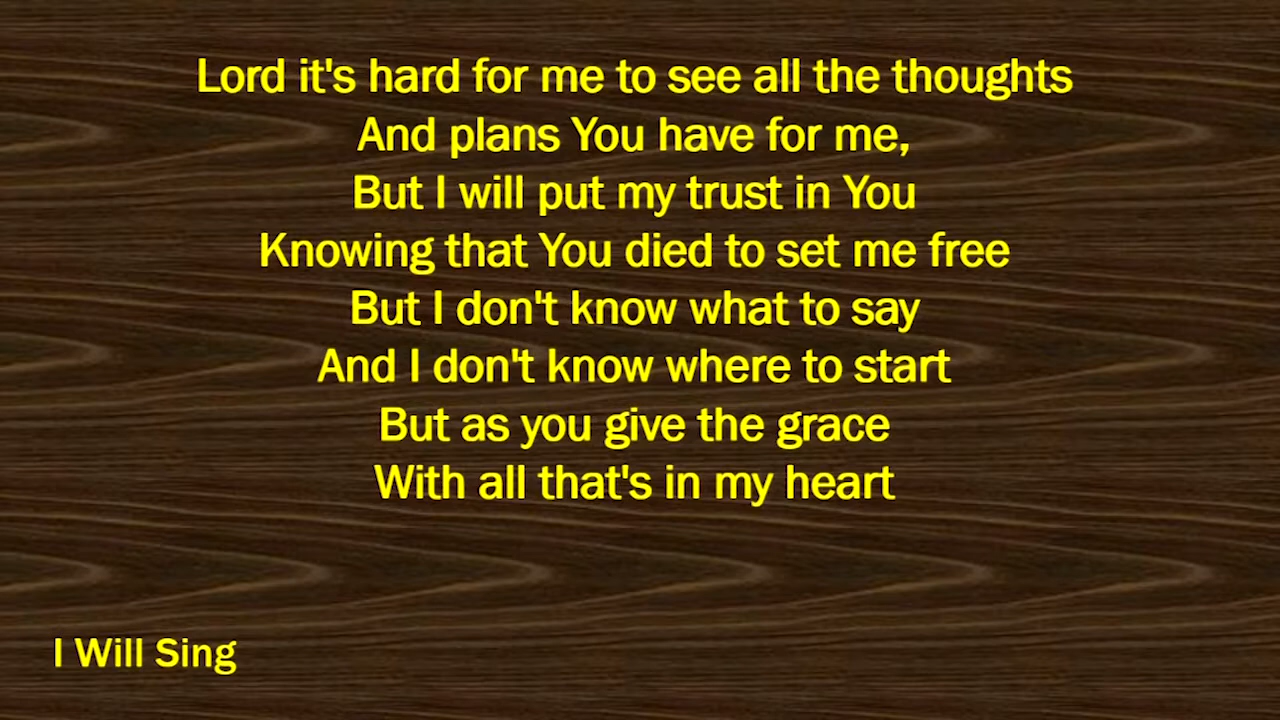 Lord it's hard for me to see all the thoughts
And plans You have for me,
But I will put my trust in You
Knowing that You died to set me free
But I don't know what to say
And I don't know where to start
But as you give the grace
With all that's in my heart
I Will Sing